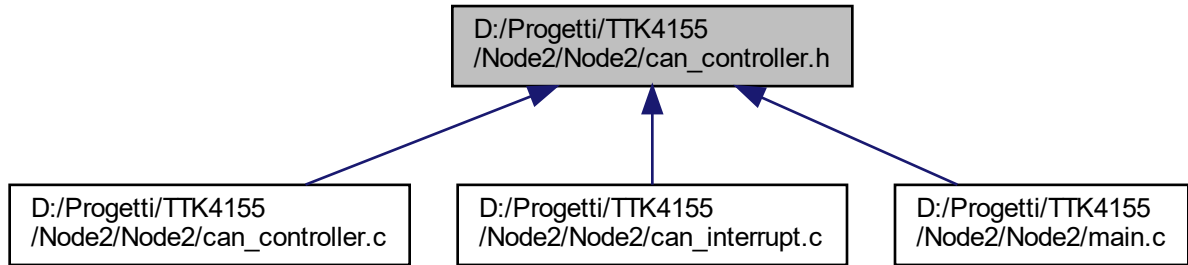 D:/Progetti/TTK4155
/Node2/Node2/can_controller.h
D:/Progetti/TTK4155
/Node2/Node2/can_controller.c
D:/Progetti/TTK4155
/Node2/Node2/can_interrupt.c
D:/Progetti/TTK4155
/Node2/Node2/main.c